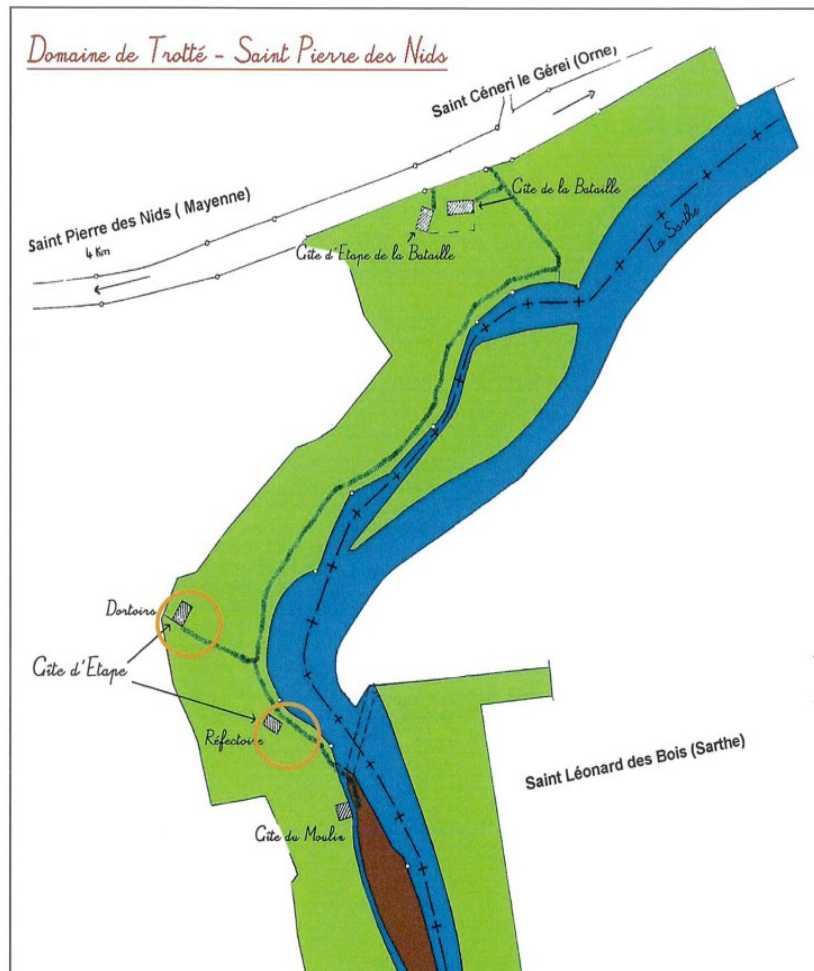 Domaine de Trotté - Saint Pierre des Nids
Saint Céneri le Gérei (Orne)
Saint Pierre des Nids ( Mayenne)
4 Km
Gîte de la Bataille
Gîte d'Etape de la Bataille
La Sarthe
Dortoirs
Gîte d'Etape
Réfectoire
Saint Léonard des Bois (Sarthe)
Gîte du Moulin